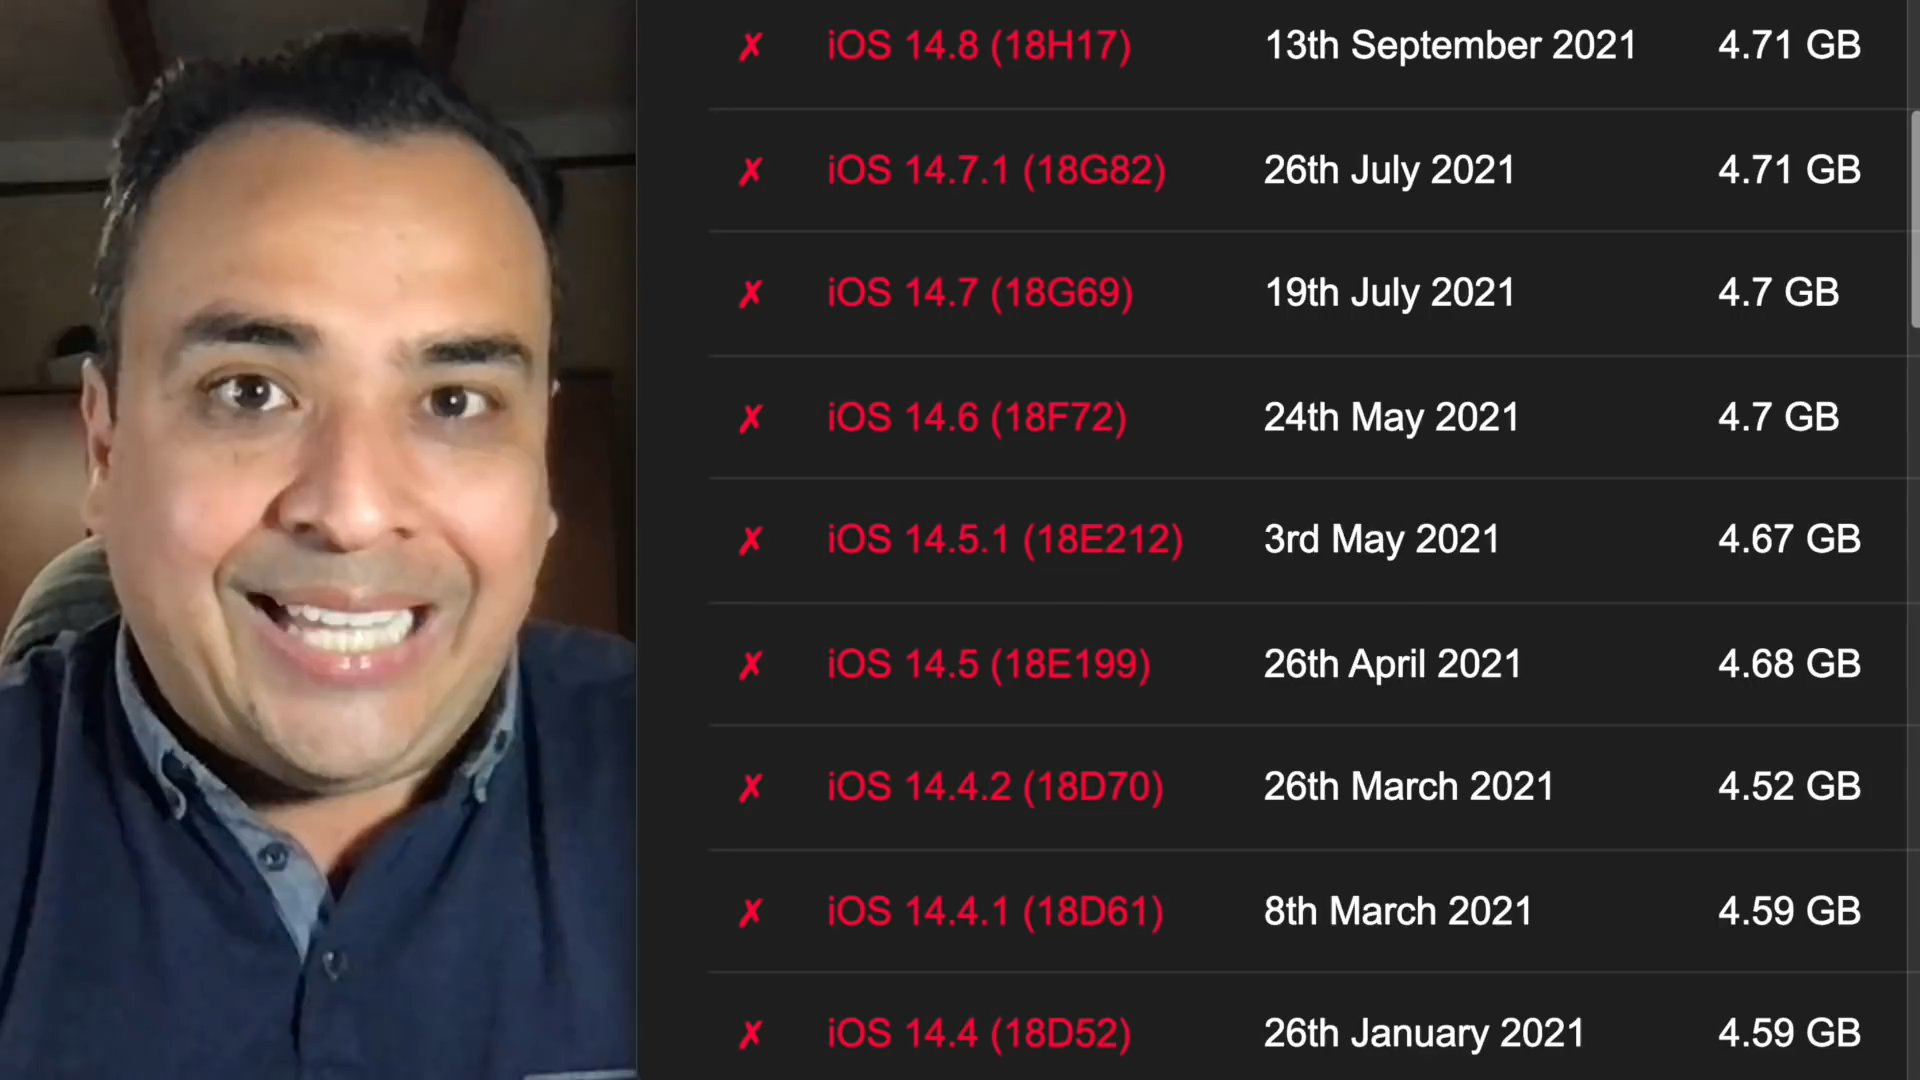 ✗ iOS 14.8 (18H17) 13th September 2021 4.71 GB
✗ iOS 14.7.1 (18G82) 26th July 2021 4.71 GB
✗ iOS 14.7 (18G69) 19th July 2021 4.7 GB
✗ iOS 14.6 (18F72) 24th May 2021 4.7 GB
✗ iOS 14.5.1 (18E212) 3rd May 2021 4.67 GB
✗ iOS 14.5 (18E199) 26th April 2021 4.68 GB
✗ iOS 14.4.2 (18D70) 26th March 2021 4.52 GB
✗ iOS 14.4.1 (18D61) 8th March 2021 4.59 GB
✗ iOS 14.4 (18D52) 26th January 2021 4.59 GB